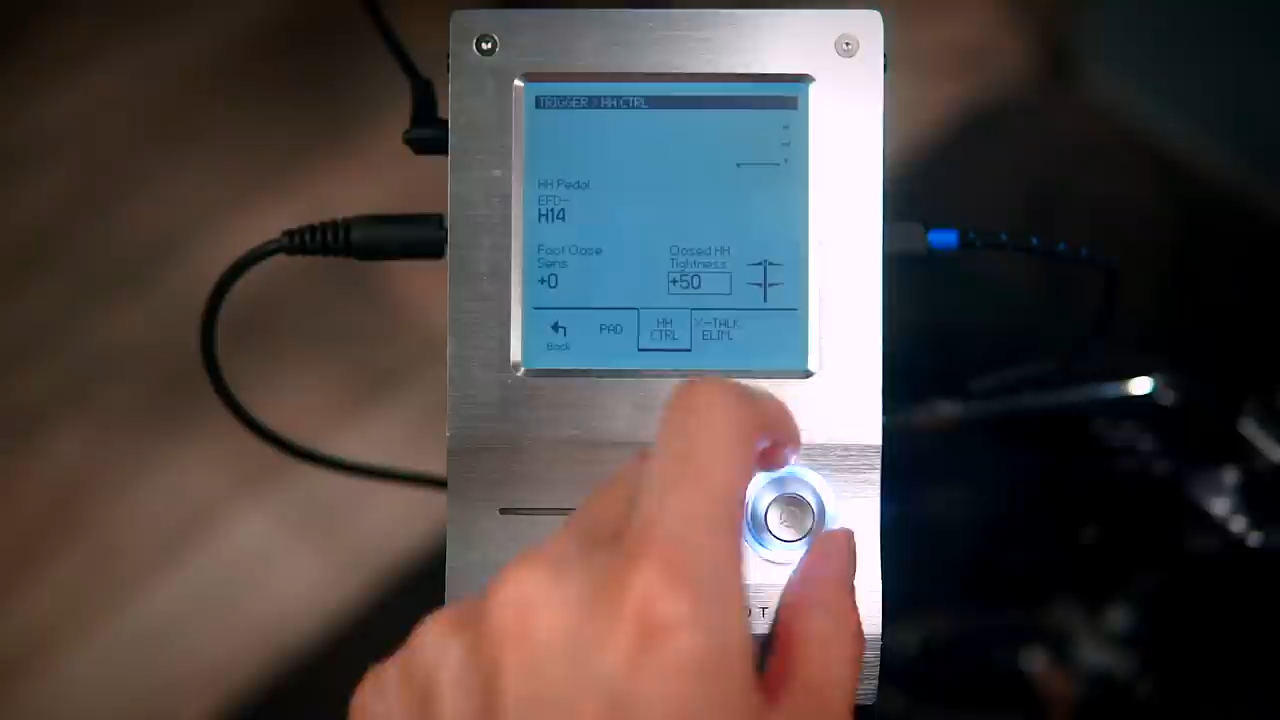 TRIGGER > HH CTRL
HH Pedal
EFD-
H14
Foot Close
Sens
+0
Closed HH
Tightness
+50
Back
PAD
HH
CTRL
X-TALK
ELIM.